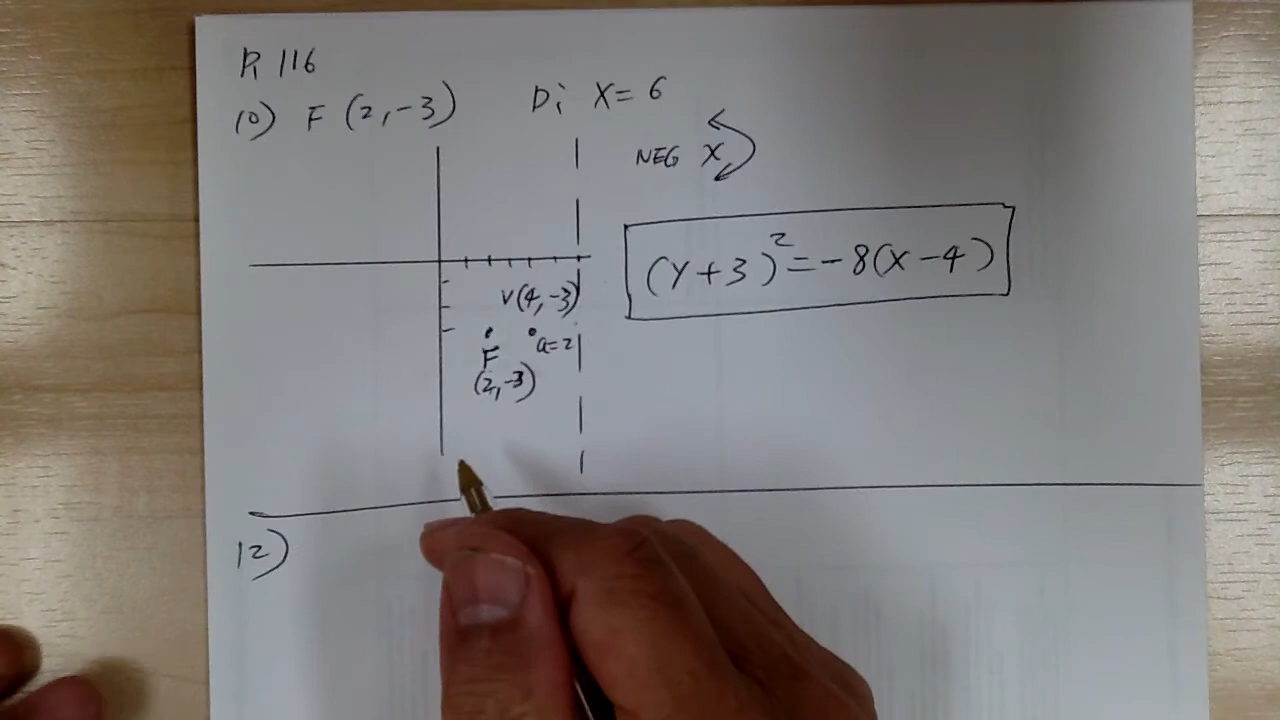 P. 116
10) F (2,-3) D: X=6
NEG X
(Y+3)²=-8(X-4)
V(4,-3)
a=2
F
(2,-3)
12)